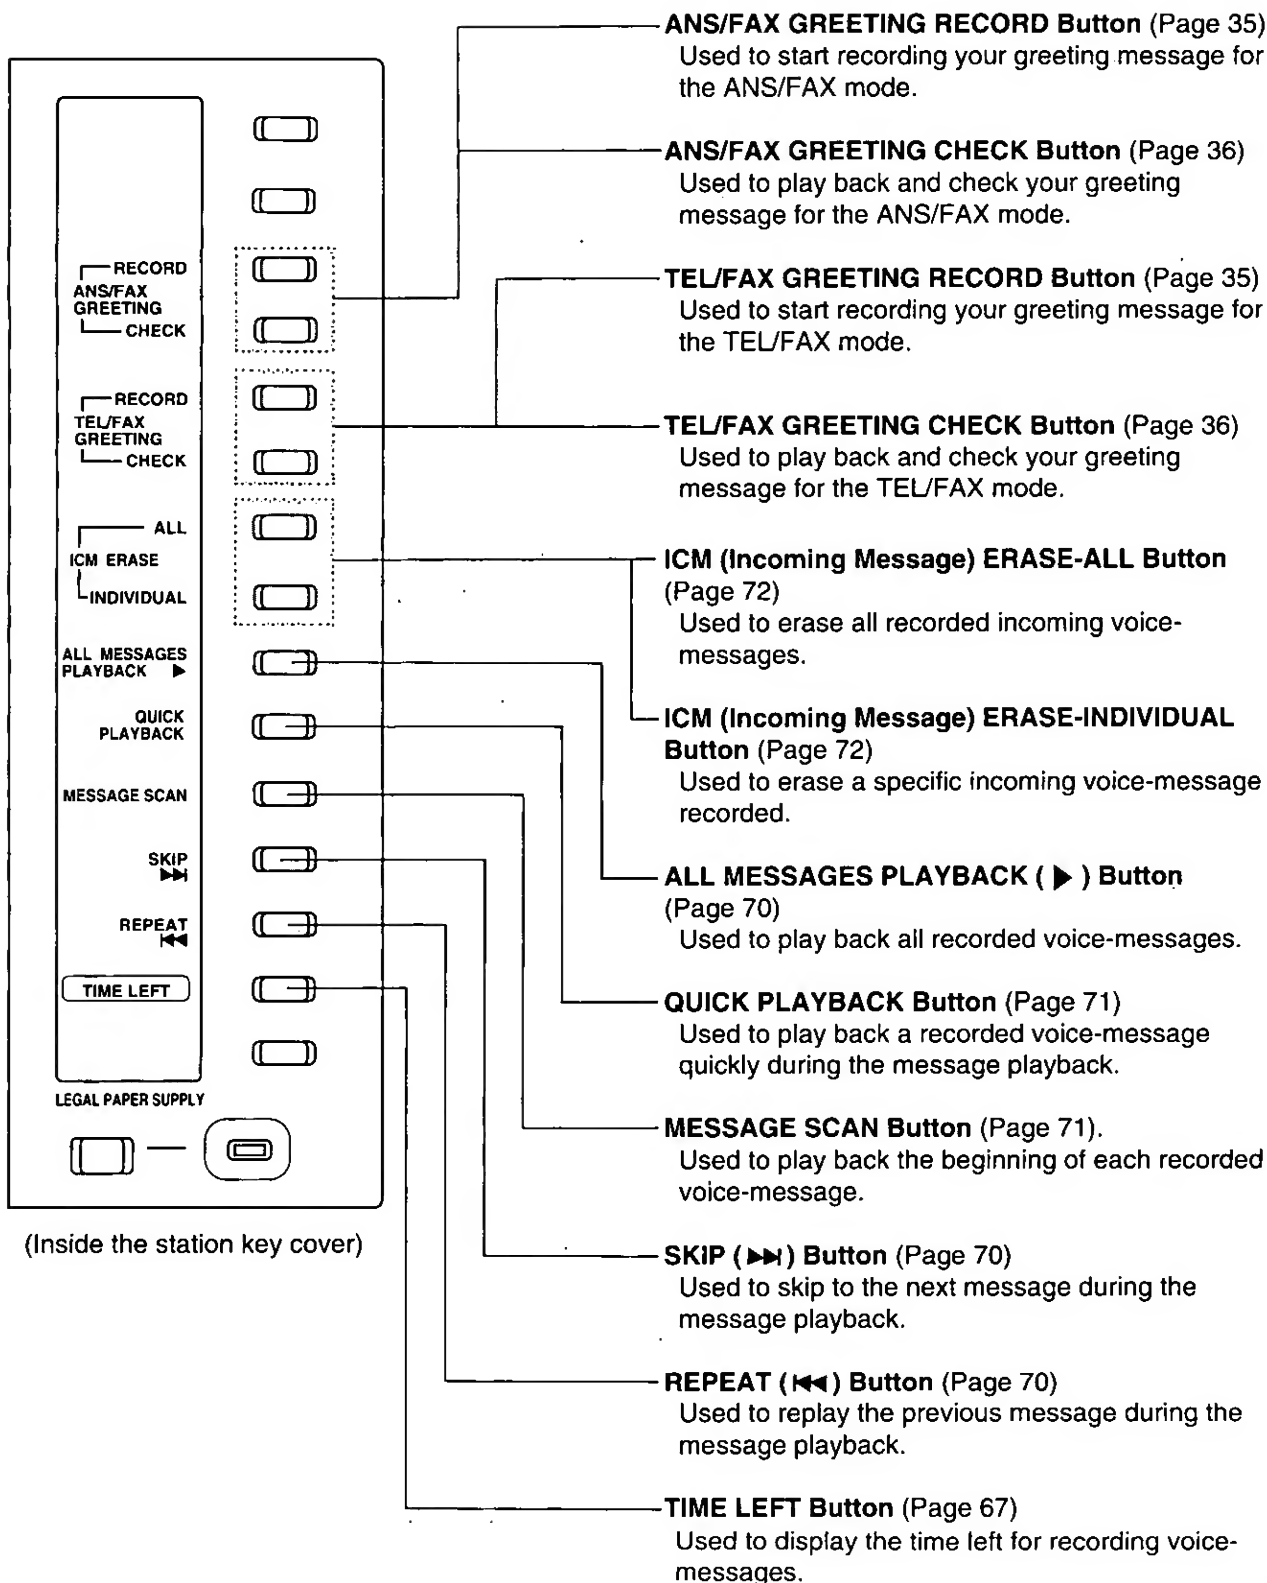 RECORD
ANS/FAX
GREETING
CHECK
RECORD
TEL/FAX
GREETING
CHECK
ALL
ICM ERASE
INDIVIDUAL
ALL MESSAGES
PLAYBACK ▶
QUICK
PLAYBACK
MESSAGE SCAN
SKIP
▶▶|
REPEAT
|◀◀
TIME LEFT
LEGAL PAPER SUPPLY
(Inside the station key cover)
ANS/FAX GREETING RECORD Button (Page 35)
Used to start recording your greeting message for
the ANS/FAX mode.
ANS/FAX GREETING CHECK Button (Page 36)
Used to play back and check your greeting
message for the ANS/FAX mode.
TEL/FAX GREETING RECORD Button (Page 35)
Used to start recording your greeting message for
the TEL/FAX mode.
TEL/FAX GREETING CHECK Button (Page 36)
Used to play back and check your greeting
message for the TEL/FAX mode.
ICM (Incoming Message) ERASE-ALL Button
(Page 72)
Used to erase all recorded incoming voice-
messages.
ICM (Incoming Message) ERASE-INDIVIDUAL
Button (Page 72)
Used to erase a specific incoming voice-message
recorded.
ALL MESSAGES PLAYBACK ( ▶ ) Button
(Page 70)
Used to play back all recorded voice-messages.
QUICK PLAYBACK Button (Page 71)
Used to play back a recorded voice-message
quickly during the message playback.
MESSAGE SCAN Button (Page 71).
Used to play back the beginning of each recorded
voice-message.
SKIP (▶▶|) Button (Page 70)
Used to skip to the next message during the
message playback.
REPEAT (|◀◀) Button (Page 70)
Used to replay the previous message during the
message playback.
TIME LEFT Button (Page 67)
Used to display the time left for recording voice-
messages.